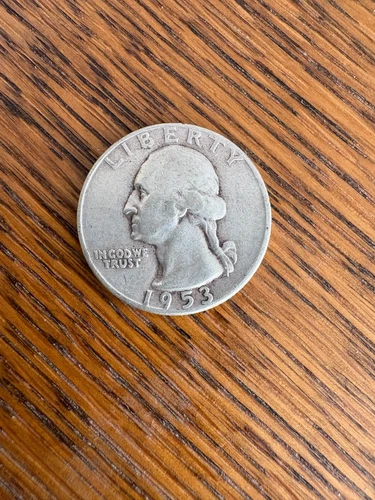 LIBERTY
IN GOD WE
TRUST
1953